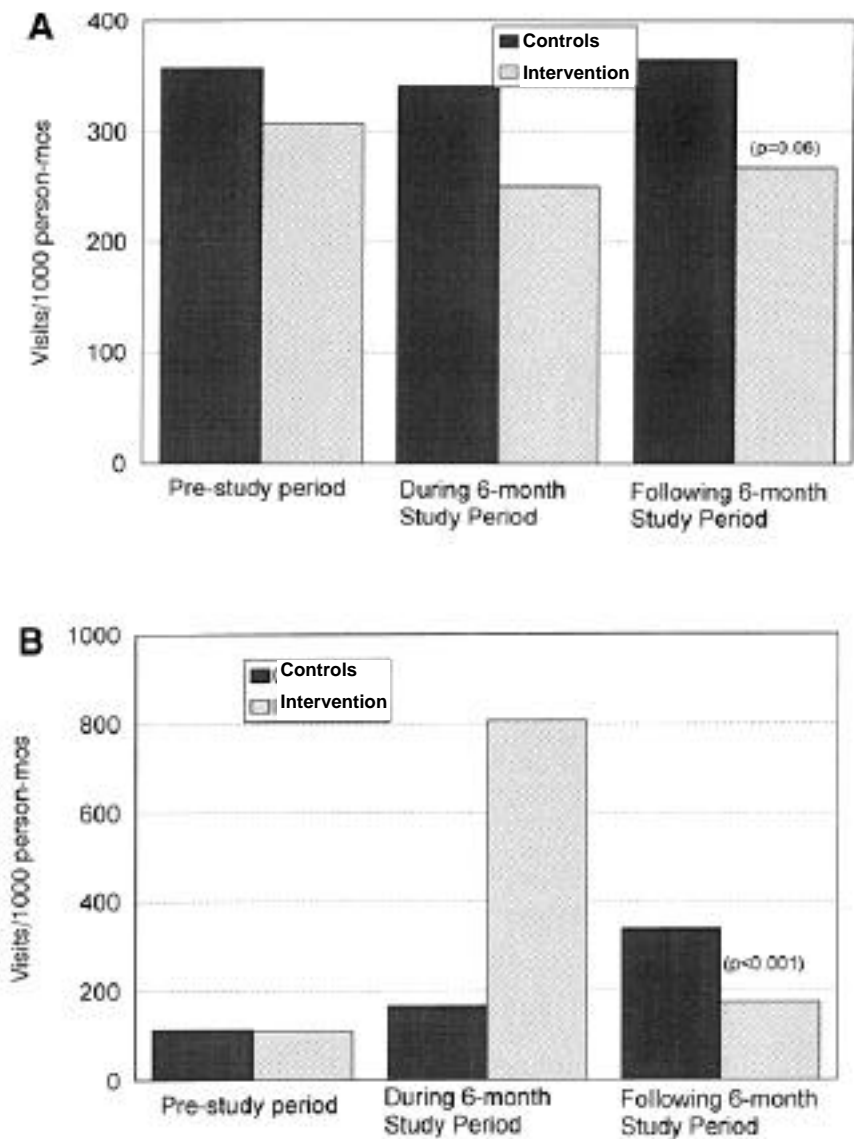 A
400
Controls
Intervention
300
(p=0.06)
200
100
0
Visits/1000 person-mos
Pre-study period
During 6-month
Study Period
Following 6-month
Study Period
B
1000
Controls
Intervention
800
600
400
(p<0.001)
200
0
Visits/1000 person-mos
Pre-study period
During 6-month
Study Period
Following 6-month
Study Period